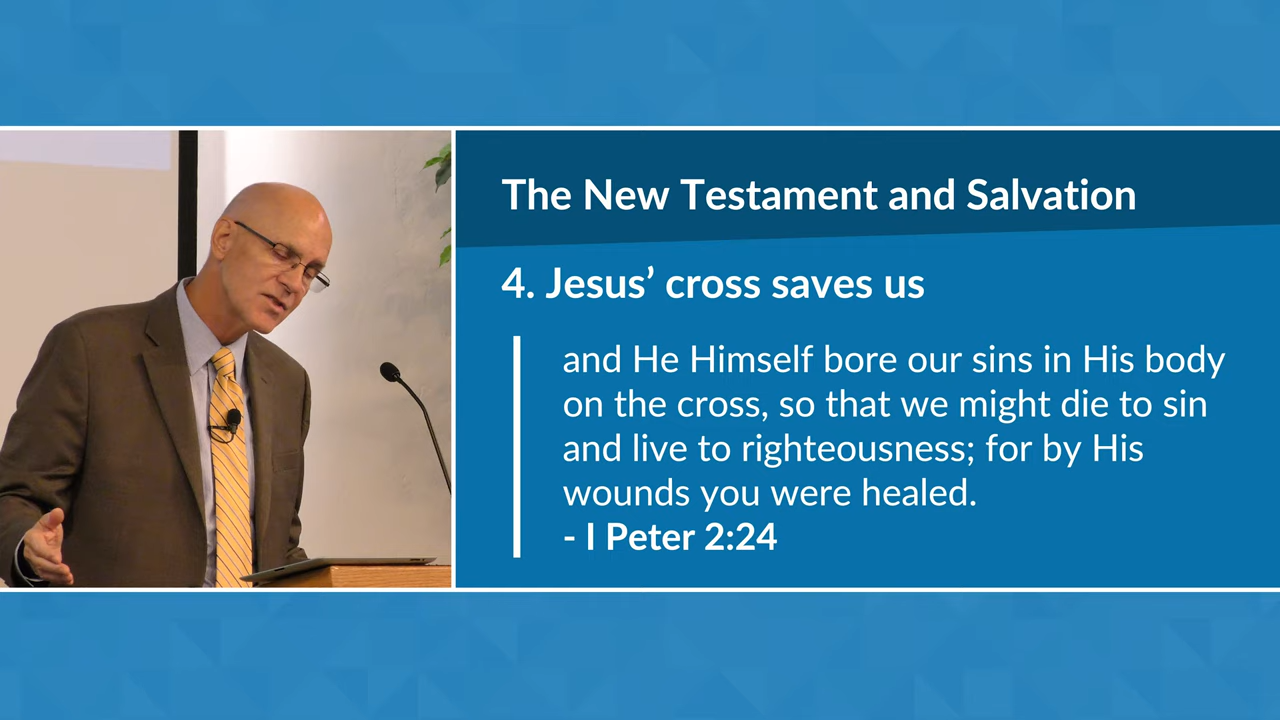 The New Testament and Salvation
4. Jesus’ cross saves us
and He Himself bore our sins in His body
on the cross, so that we might die to sin
and live to righteousness; for by His
wounds you were healed.
- I Peter 2:24